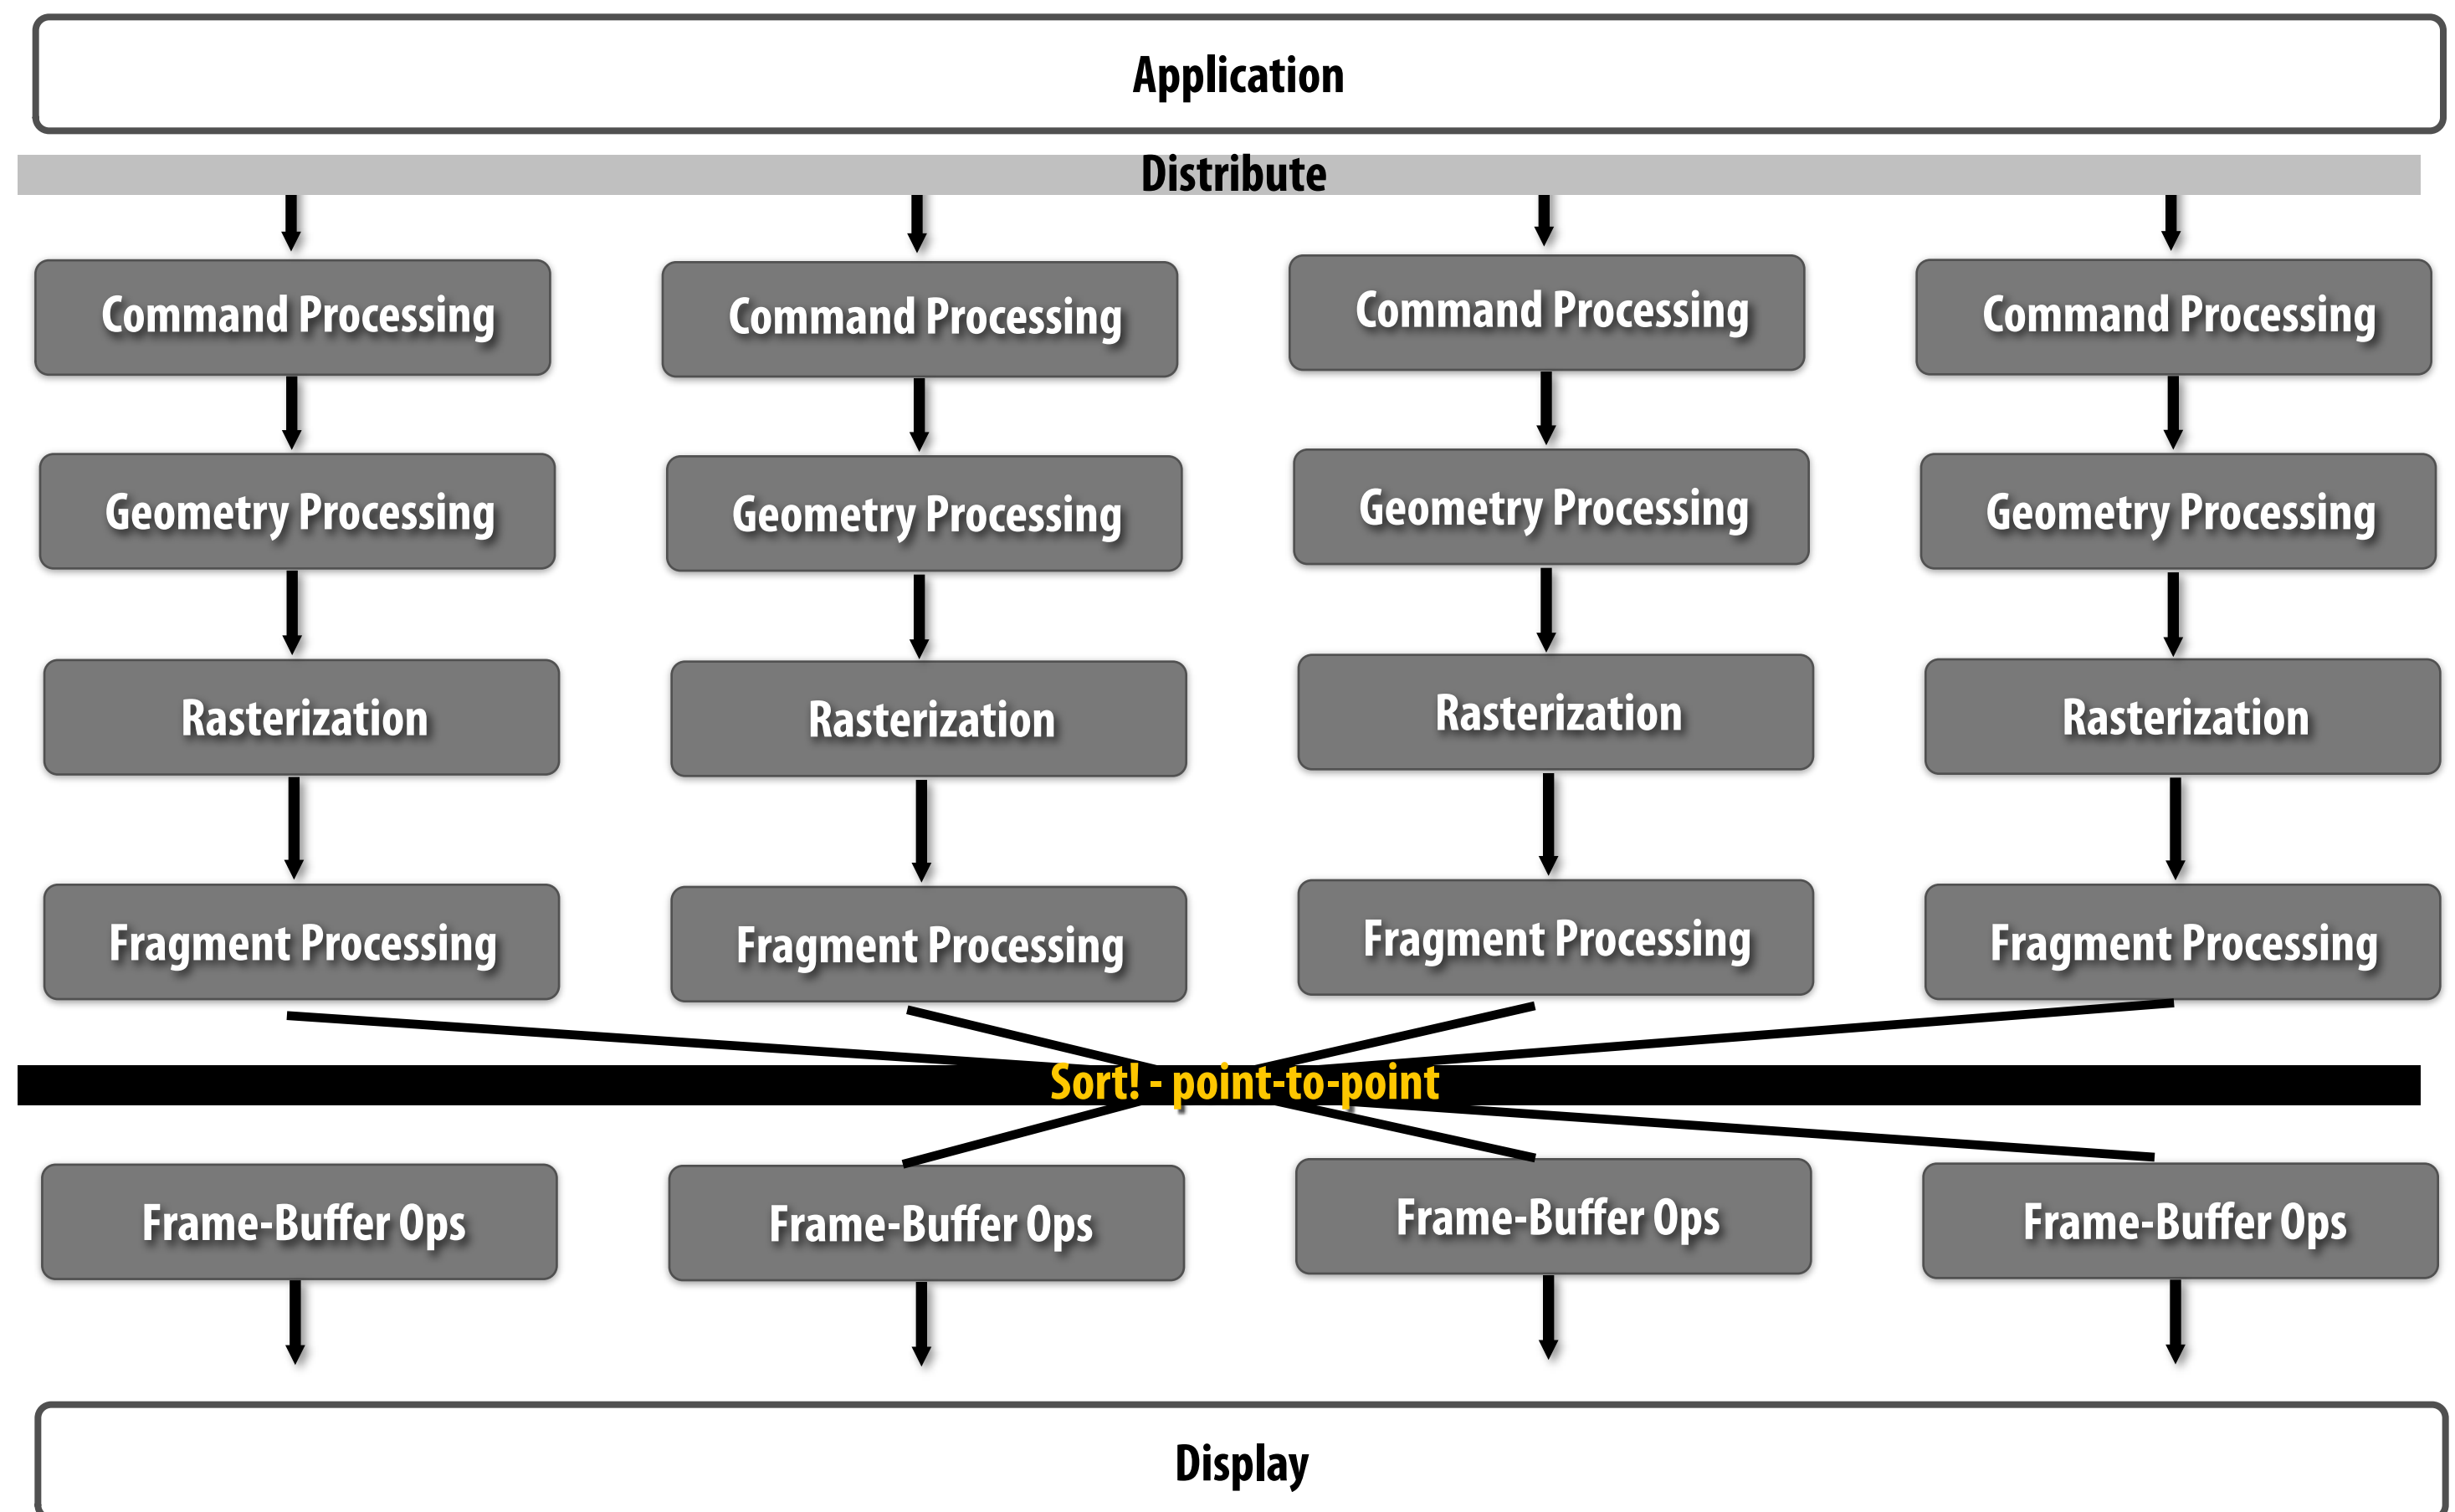 Application
Distribute
Command Processing
Command Processing
Command Processing
Command Processing
Geometry Processing
Geometry Processing
Geometry Processing
Geometry Processing
Rasterization
Rasterization
Rasterization
Rasterization
Fragment Processing
Fragment Processing
Fragment Processing
Fragment Processing
Sort! - point-to-point
Frame-Buffer Ops
Frame-Buffer Ops
Frame-Buffer Ops
Frame-Buffer Ops
Display